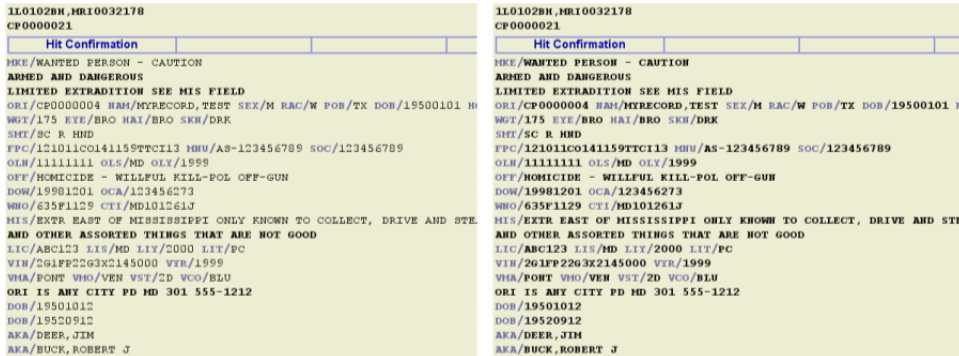 1L0102BH,MRI0032178
CP0000021
Hit Confirmation
MKE/WANTED PERSON - CAUTION
ARMED AND DANGEROUS
LIMITED EXTRADITION SEE MIS FIELD
ORI/CP0000004 NAM/MYRECORD,TEST SEX/M RAC/W POB/TX DOB/19500101
WGT/175 EYE/BRO HAI/BRO SKN/DRK
SMT/SC R HND
FPC/121011CO141159TTCI13 MNU/AS-123456789 SOC/123456789
OLN/11111111 OLS/MD OLY/1999
OFF/HOMICIDE - WILLFUL KILL-POL OFF-GUN
DOW/19981201 OCA/123456273
WNO/635F1129 CTI/MD101261J
MIS/EXTR EAST OF MISSISSIPPI ONLY KNOWN TO COLLECT, DRIVE AND STE
AND OTHER ASSORTED THINGS THAT ARE NOT GOOD
LIC/ABC123 LIS/MD LIY/2000 LIT/PC
VIN/2G1FP22G3X2145000 VYR/1999
VMA/PONT VMO/VEN VST/2D VCO/BLU
ORI IS ANY CITY PD MD 301 555-1212
DOB/19501012
DOB/19520912
AKA/DEER,JIM
AKA/BUCK,ROBERT J
1L0102BH,MRI0032178
CP0000021
Hit Confirmation
MKE/WANTED PERSON - CAUTION
ARMED AND DANGEROUS
LIMITED EXTRADITION SEE MIS FIELD
ORI/CP0000004 NAM/MYRECORD,TEST SEX/M RAC/W POB/TX DOB/19500101
WGT/175 EYE/BRO HAI/BRO SKN/DRK
SMT/SC R HND
FPC/121011CO141159TTCI13 MNU/AS-123456789 SOC/123456789
OLN/11111111 OLS/MD OLY/1999
OFF/HOMICIDE - WILLFUL KILL-POL OFF-GUN
DOW/19981201 OCA/123456273
WNO/635F1129 CTI/MD101261J
MIS/EXTR EAST OF MISSISSIPPI ONLY KNOWN TO COLLECT, DRIVE AND
AND OTHER ASSORTED THINGS THAT ARE NOT GOOD
LIC/ABC123 LIS/MD LIY/2000 LIT/PC
VIN/2G1FP22G3X2145000 VYR/1999
VMA/PONT VMO/VEN VST/2D VCO/BLU
ORI IS ANY CITY PD MD 301 555-1212
DOB/19501012
DOB/19520912
AKA/DEER,JIM
AKA/BUCK,ROBERT J